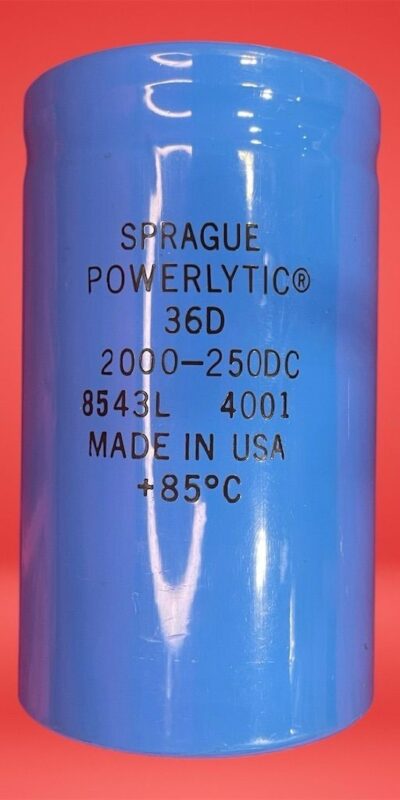 SPRAGUE
POWERLYTIC®
36D
2000-250DC
8543L 4001
MADE IN USA
+85°C